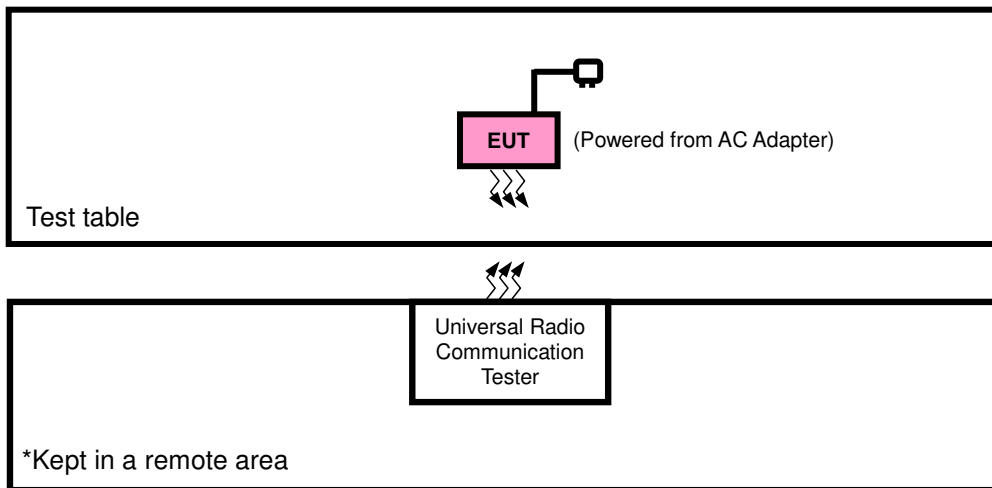 EUT
(Powered from AC Adapter)
Test table
Universal Radio
Communication
Tester
*Kept in a remote area